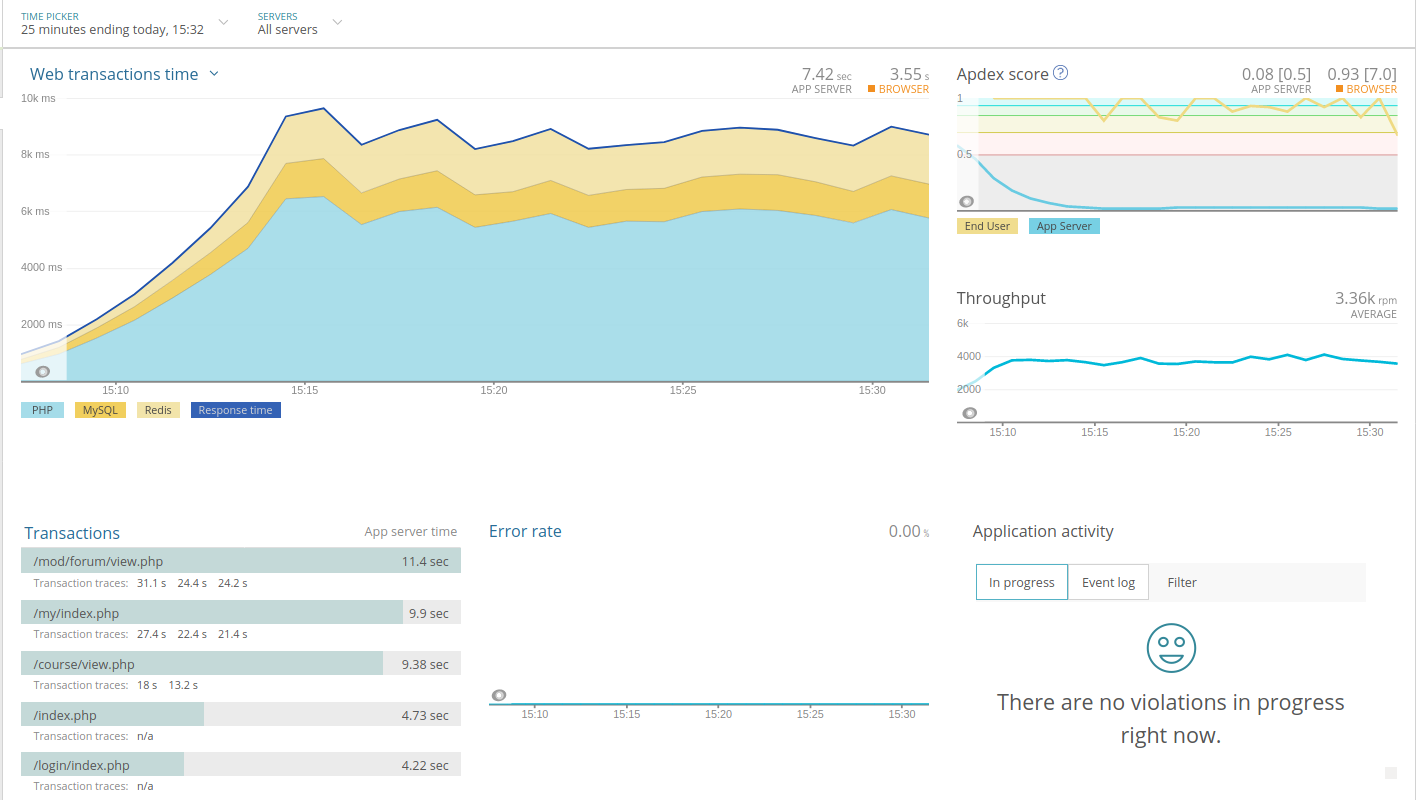 TIME PICKER
25 minutes ending today, 15:32
SERVERS
All servers
Web transactions time
7.42 sec
APP SERVER
3.55 s
BROWSER
10k ms
8k ms
6k ms
4000 ms
2000 ms
15:10
15:15
15:20
15:25
15:30
PHP
MySQL
Redis
Response time
Apdex score ?
0.08 [0.5]
APP SERVER
0.93 [7.0]
BROWSER
1
0.5
End User
App Server
Throughput
3.36k rpm
AVERAGE
6k
4000
2000
15:10
15:15
15:20
15:25
15:30
Transactions
App server time
/mod/forum/view.php 11.4 sec
Transaction traces: 31.1 s 24.4 s 24.2 s
/my/index.php 9.9 sec
Transaction traces: 27.4 s 22.4 s 21.4 s
/course/view.php 9.38 sec
Transaction traces: 18 s 13.2 s
/index.php 4.73 sec
Transaction traces: n/a
/login/index.php 4.22 sec
Transaction traces: n/a
Error rate
0.00 %
15:10
15:15
15:20
15:25
15:30
Application activity
In progress
Event log
Filter
There are no violations in progress
right now.